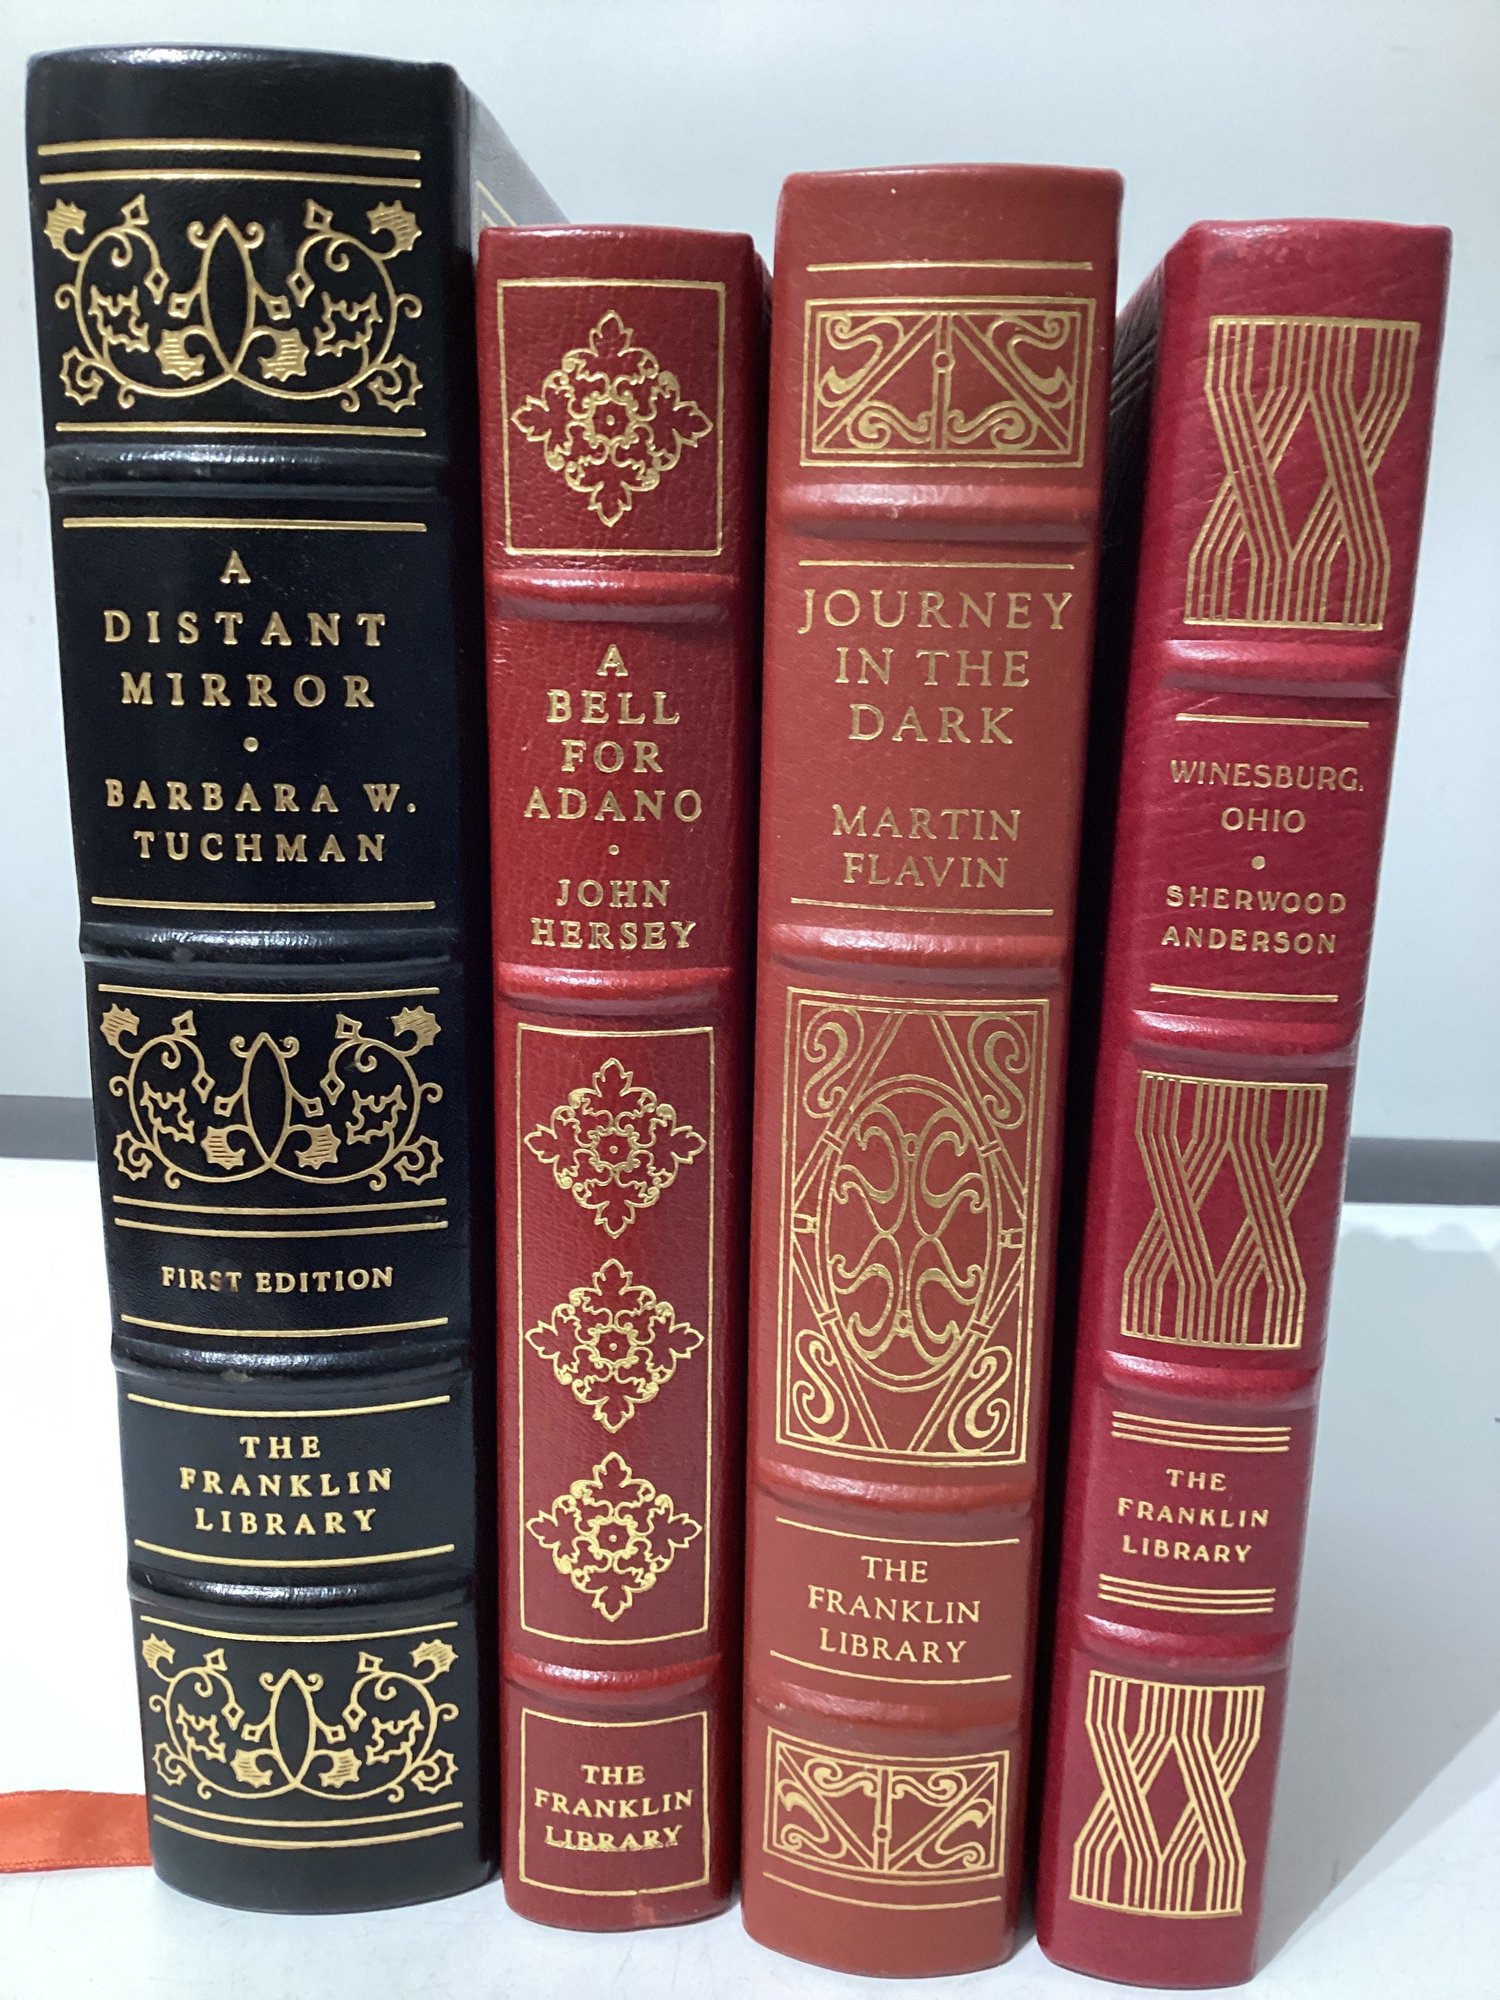 A
DISTANT
MIRROR
•
BARBARA W.
TUCHMAN
FIRST EDITION
THE
FRANKLIN
LIBRARY
A
BELL
FOR
ADANO
•
JOHN
HERSEY
THE
FRANKLIN
LIBRARY
JOURNEY
IN THE
DARK
MARTIN
FLAVIN
THE
FRANKLIN
LIBRARY
WINESBURG,
OHIO
•
SHERWOOD
ANDERSON
THE
FRANKLIN
LIBRARY